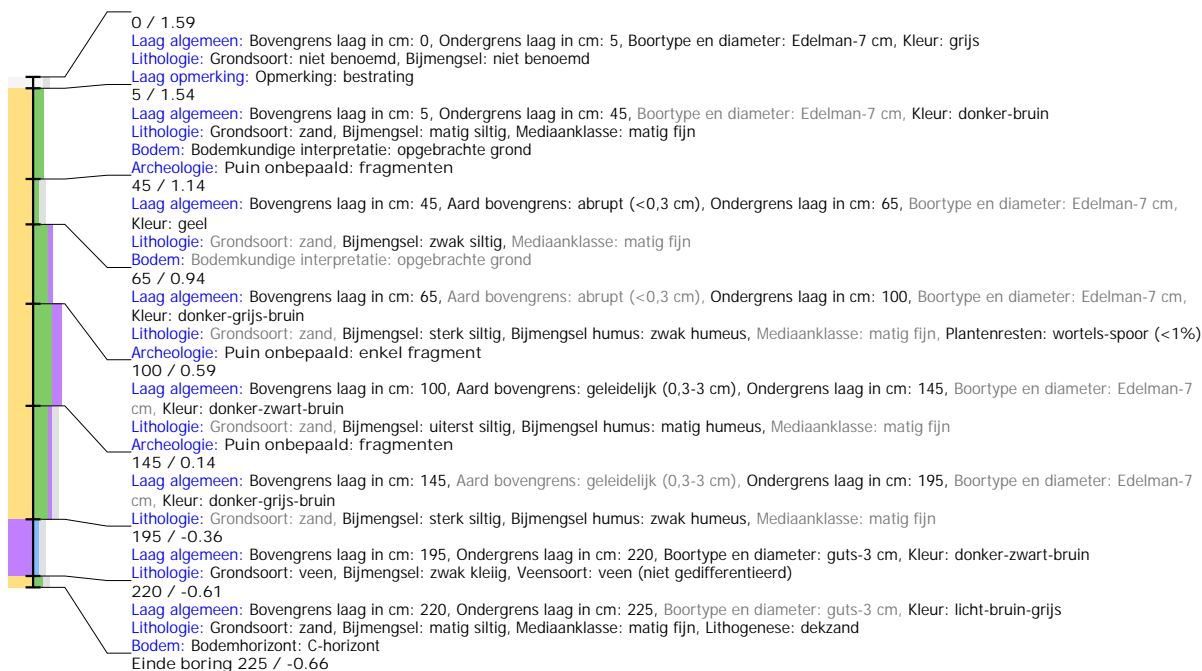 0 / 1.59
Laag algemeen: Bovengrens laag in cm: 0, Ondergrens laag in cm: 5, Boortype en diameter: Edelman-7 cm, Kleur: grijs
Lithologie: Grondsoort: niet benoemd, Bijmengsel: niet benoemd
Laag opmerking: Opmerking: bestrating
5 / 1.54
Laag algemeen: Bovengrens laag in cm: 5, Ondergrens laag in cm: 45, Boortype en diameter: Edelman-7 cm, Kleur: donker-bruin
Lithologie: Grondsoort: zand, Bijmengsel: matig siltig, Mediaanklasse: matig fijn
Bodem: Bodemkundige interpretatie: opgebrachte grond
Archeologie: Puin onbepaald: fragmenten
45 / 1.14
Laag algemeen: Bovengrens laag in cm: 45, Aard bovengrens: abrupt (<0,3 cm), Ondergrens laag in cm: 65, Boortype en diameter: Edelman-7 cm,
Kleur: geel
Lithologie: Grondsoort: zand, Bijmengsel: zwak siltig, Mediaanklasse: matig fijn
Bodem: Bodemkundige interpretatie: opgebrachte grond
65 / 0.94
Laag algemeen: Bovengrens laag in cm: 65, Aard bovengrens: abrupt (<0,3 cm), Ondergrens laag in cm: 100, Boortype en diameter: Edelman-7 cm,
Kleur: donker-grijs-bruin
Lithologie: Grondsoort: zand, Bijmengsel: sterk siltig, Bijmengsel humus: zwak humeus, Mediaanklasse: matig fijn, Plantenresten: wortels-spoor (<1%)
Archeologie: Puin onbepaald: enkel fragment
100 / 0.59
Laag algemeen: Bovengrens laag in cm: 100, Aard bovengrens: geleidelijk (0,3-3 cm), Ondergrens laag in cm: 145, Boortype en diameter: Edelman-7
cm, Kleur: donker-zwart-bruin
Lithologie: Grondsoort: zand, Bijmengsel: uiterst siltig, Bijmengsel humus: matig humeus, Mediaanklasse: matig fijn
Archeologie: Puin onbepaald: fragmenten
145 / 0.14
Laag algemeen: Bovengrens laag in cm: 145, Aard bovengrens: geleidelijk (0,3-3 cm), Ondergrens laag in cm: 195, Boortype en diameter: Edelman-7
cm, Kleur: donker-grijs-bruin
Lithologie: Grondsoort: zand, Bijmengsel: sterk siltig, Bijmengsel humus: zwak humeus, Mediaanklasse: matig fijn
195 / -0.36
Laag algemeen: Bovengrens laag in cm: 195, Ondergrens laag in cm: 220, Boortype en diameter: guts-3 cm, Kleur: donker-zwart-bruin
Lithologie: Grondsoort: veen, Bijmengsel: zwak kleiig, Veensoort: veen (niet gedifferentieerd)
220 / -0.61
Laag algemeen: Bovengrens laag in cm: 220, Ondergrens laag in cm: 225, Boortype en diameter: guts-3 cm, Kleur: licht-bruin-grijs
Lithologie: Grondsoort: zand, Bijmengsel: matig siltig, Mediaanklasse: matig fijn, Lithogenese: dekzand
Bodem: Bodemhorizont: C-horizont
Einde boring 225 / -0.66